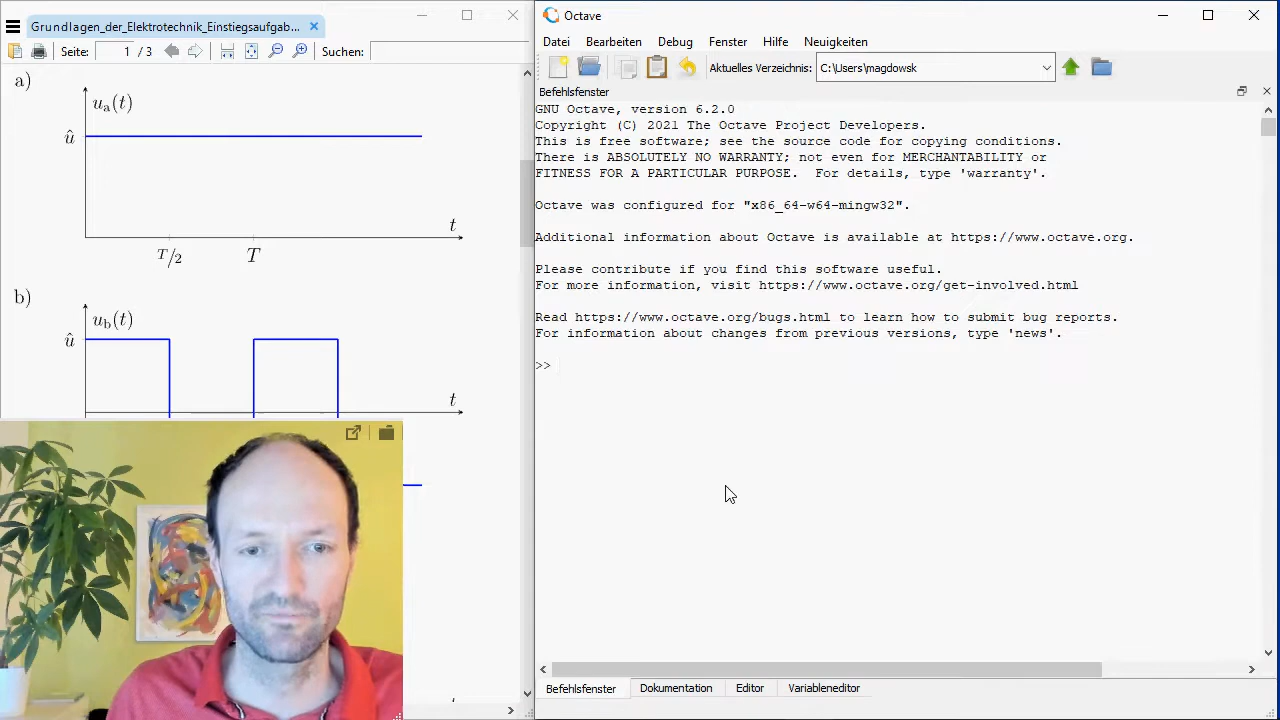 Grundlagen_der_Elektrotechnik_Einstiegsaufgab...
Seite: 1 / 3 Suchen:
a)
uₐ(t)
û
t
T/2 T
b)
u_b(t)
û
t
Octave
Datei Bearbeiten Debug Fenster Hilfe Neuigkeiten
Aktuelles Verzeichnis: C:\Users\magdowsk
Befehlsfenster
GNU Octave, version 6.2.0
Copyright (C) 2021 The Octave Project Developers.
This is free software; see the source code for copying conditions.
There is ABSOLUTELY NO WARRANTY; not even for MERCHANTABILITY or
FITNESS FOR A PARTICULAR PURPOSE.  For details, type 'warranty'.
Octave was configured for "x86_64-w64-mingw32".
Additional information about Octave is available at https://www.octave.org.
Please contribute if you find this software useful.
For more information, visit https://www.octave.org/get-involved.html
Read https://www.octave.org/bugs.html to learn how to submit bug reports.
For information about changes from previous versions, type 'news'.
>>
Befehlsfenster Dokumentation Editor Variableneditor